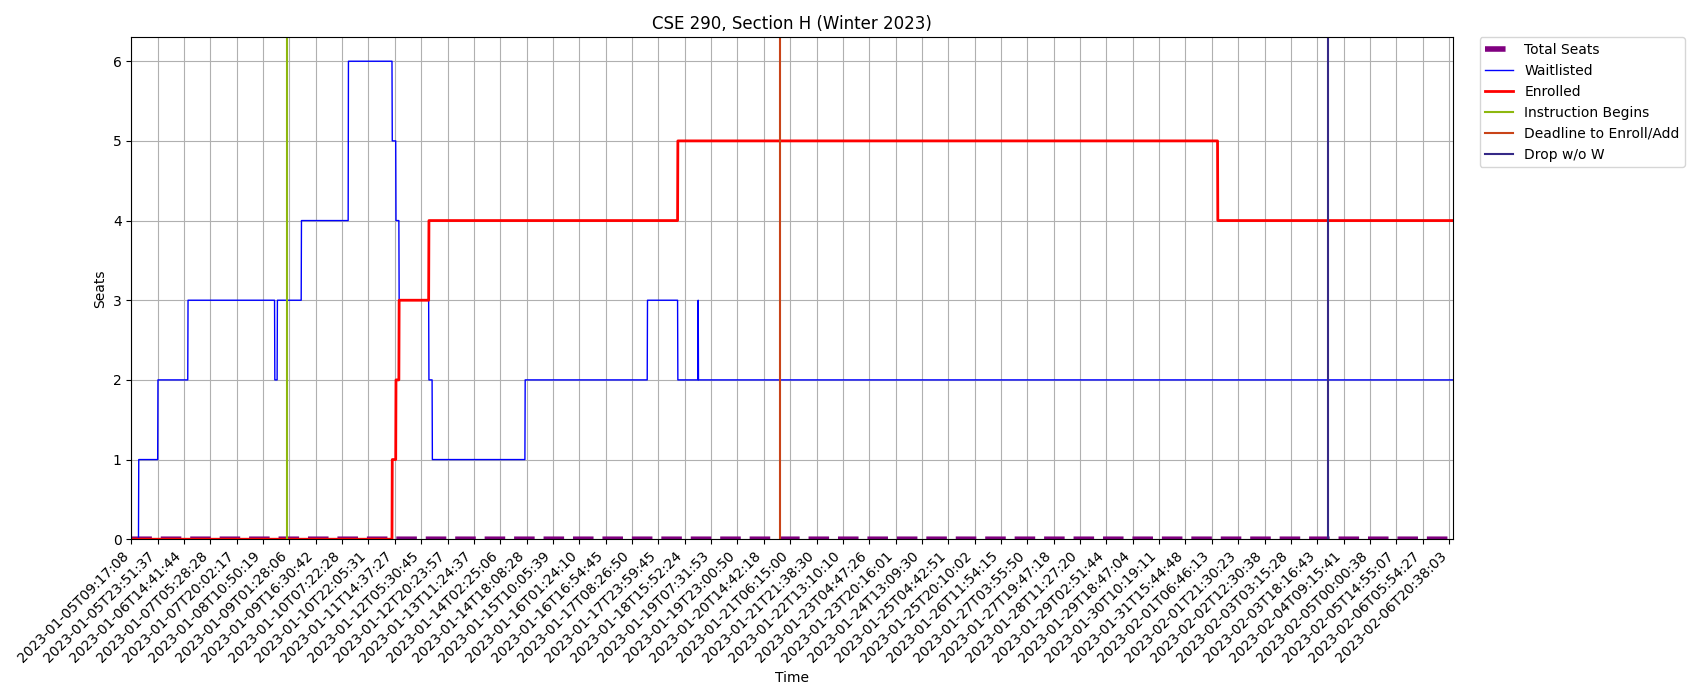 CSE 290, Section H (Winter 2023)
Total Seats
Waitlisted
Enrolled
Instruction Begins
Deadline to Enroll/Add
Drop w/o W
Seats
6
5
4
3
2
1
0
2023-01-05T09:17:08
2023-01-05T23:51:37
2023-01-06T14:41:44
2023-01-07T05:28:28
2023-01-07T20:02:17
2023-01-08T10:50:19
2023-01-09T01:28:06
2023-01-09T16:30:42
2023-01-10T07:22:28
2023-01-10T22:05:31
2023-01-11T14:37:27
2023-01-12T05:30:45
2023-01-12T20:23:57
2023-01-13T11:24:37
2023-01-14T02:25:06
2023-01-14T18:08:28
2023-01-15T10:05:39
2023-01-16T01:24:10
2023-01-16T16:54:45
2023-01-17T08:26:50
2023-01-17T23:59:45
2023-01-18T15:52:24
2023-01-19T07:31:53
2023-01-19T23:00:50
2023-01-20T14:42:18
2023-01-21T06:15:00
2023-01-21T21:38:30
2023-01-22T13:10:10
2023-01-23T04:47:26
2023-01-23T20:16:01
2023-01-24T13:09:30
2023-01-25T04:42:51
2023-01-25T20:10:02
2023-01-26T11:54:15
2023-01-27T03:55:50
2023-01-27T19:47:18
2023-01-28T11:27:20
2023-01-29T02:51:44
2023-01-29T18:47:04
2023-01-30T10:19:11
2023-01-31T15:44:48
2023-02-01T06:46:13
2023-02-01T21:30:23
2023-02-02T12:30:38
2023-02-03T03:15:28
2023-02-03T18:16:43
2023-02-04T09:15:41
2023-02-05T00:00:38
2023-02-05T14:55:07
2023-02-06T05:54:27
2023-02-06T20:38:03
Time